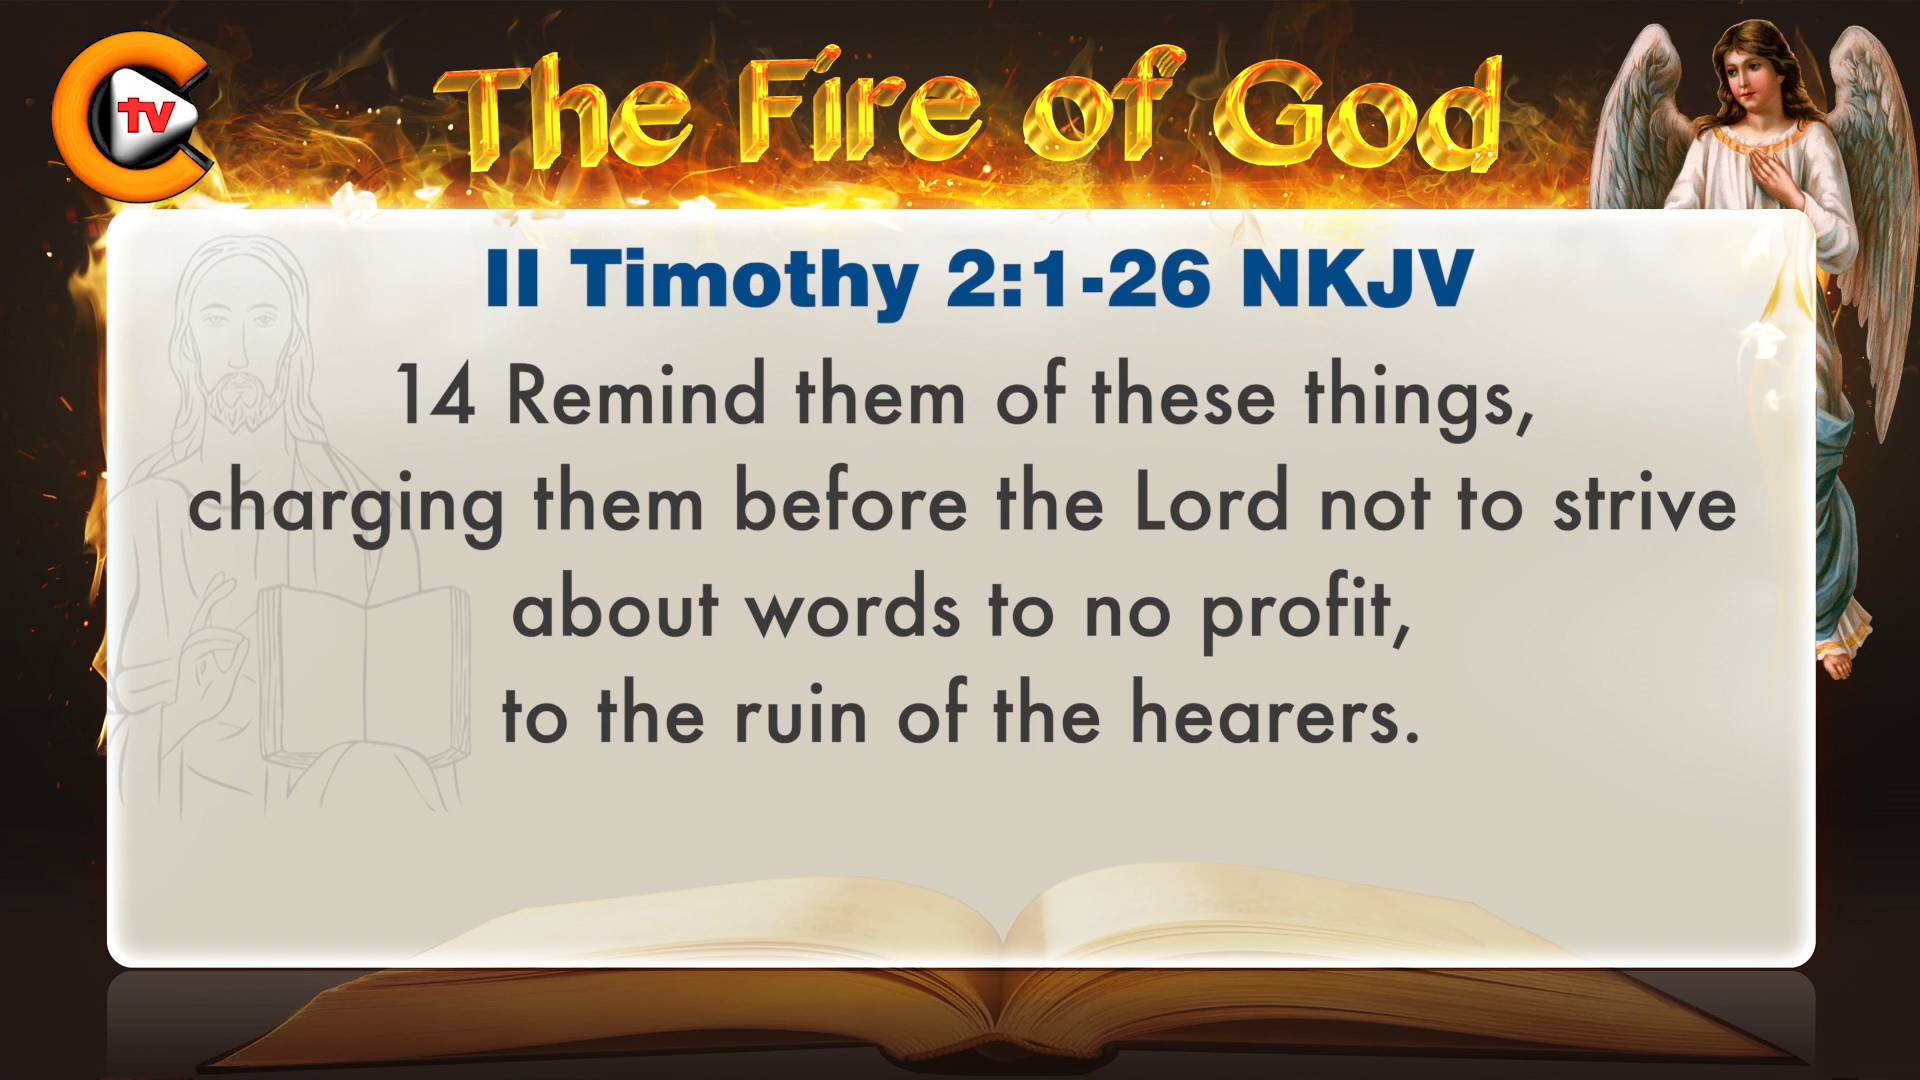 tv
The Fire of God
II Timothy 2:1-26 NKJV
14 Remind them of these things,
charging them before the Lord not to strive
about words to no profit,
to the ruin of the hearers.